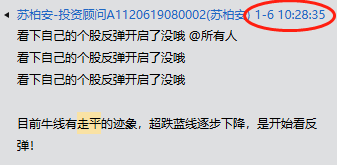 苏柏安-投资顾问A1120619080002(苏柏安) 1-6 10:28:35
看下自己的个股反弹开启了没哦 @所有人
看下自己的个股反弹开启了没哦
看下自己的个股反弹开启了没哦
目前牛线有走平的迹象，超跌蓝线逐步下降，是开始看反
弹！